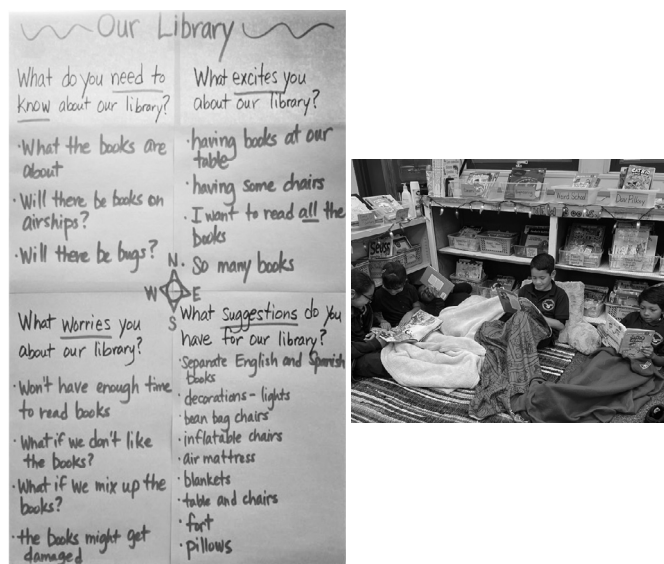 Our Library
What do you need to
know about our library?
· What the books are
about
· Will there be books on
airships?
· Will there be bugs?
What excites you
about our library?
· having books at our
table
· having some chairs
· I want to read all the
books
· So many books
N
W E
S
What worries you
about our library?
· Won't have enough time
to read books
· What if we don't like
the books?
· What if we mix up the
books?
· the books might get
damaged
What suggestions do you
have for our library?
· Separate English and Spanish
books
· decorations - lights
· bean bag chairs
· inflatable chairs
· air mattress
· blankets
· table and chairs
· fort
· pillows
Seuss
Dav Pilkey